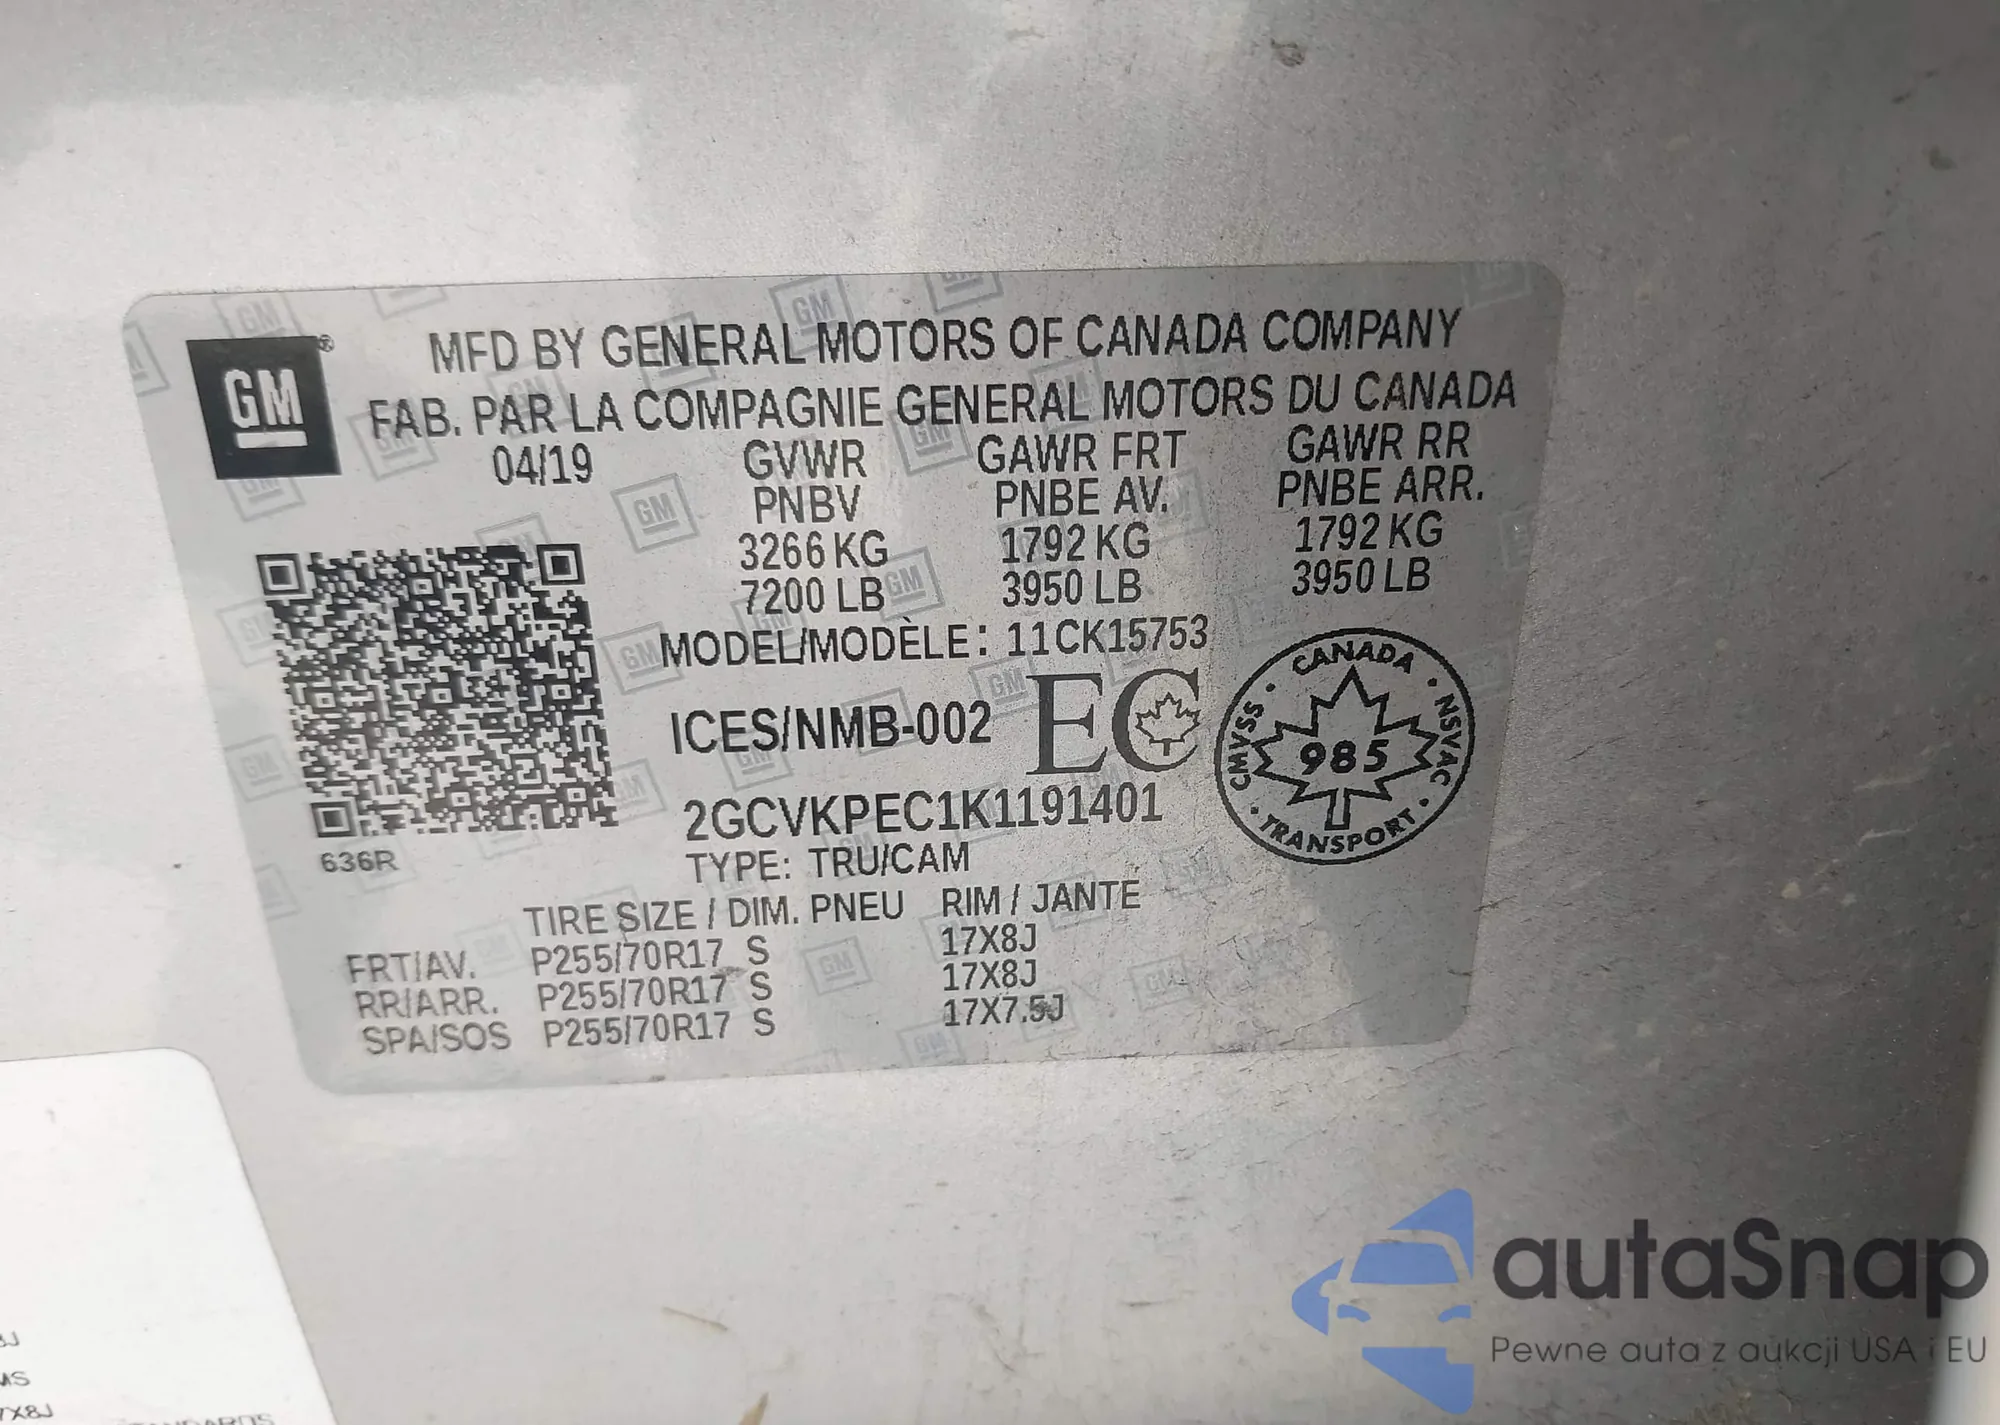 GM
MFD BY GENERAL MOTORS OF CANADA COMPANY
FAB. PAR LA COMPAGNIE GENERAL MOTORS DU CANADA
04/19 GVWR GAWR FRT GAWR RR
PNBV PNBE AV. PNBE ARR.
3266 KG 1792 KG 1792 KG
7200 LB 3950 LB 3950 LB
MODEL/MODÈLE: 11CK15753
ICES/NMB-002 EC
CANADA · NSVAC · TRANSPORT · CMVSS ·
985
2GCVKPEC1K1191401
636R
TYPE: TRU/CAM
TIRE SIZE / DIM. PNEU RIM / JANTE
FRT/AV. P255/70R17 S 17X8J
RR/ARR. P255/70R17 S 17X8J
SPA/SOS P255/70R17 S 17X7.5J
autaSnap
Pewne auta z aukcji USA i EU